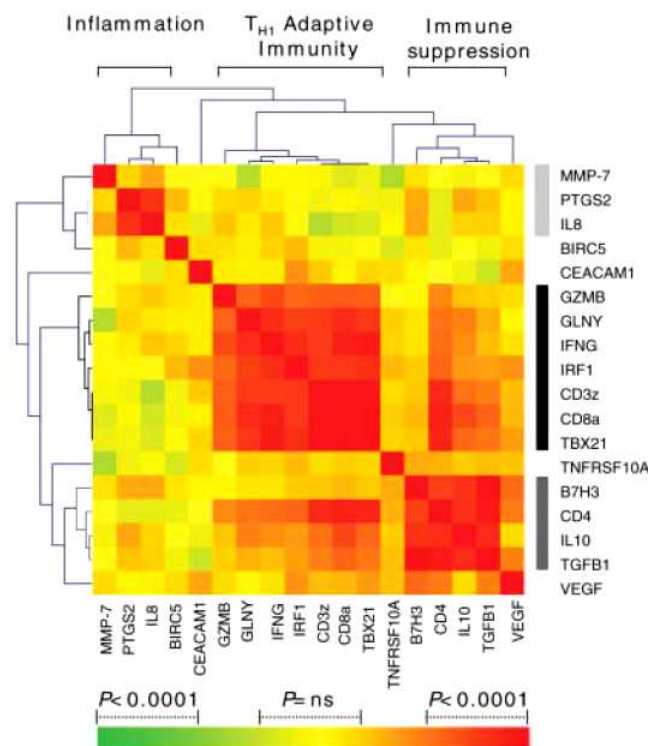 Inflammation
TH1 Adaptive
Immunity
Immune
suppression
MMP-7
PTGS2
IL8
BIRC5
CEACAM1
GZMB
GLNY
IFNG
IRF1
CD3z
CD8a
TBX21
TNFRSF10A
B7H3
CD4
IL10
TGFB1
VEGF
MMP-7
PTGS2
IL8
BIRC5
CEACAM1
GZMB
GLNY
IFNG
IRF1
CD3z
CD8a
TBX21
TNFRSF10A
B7H3
CD4
IL10
TGFB1
VEGF
P< 0.0001
P= ns
P< 0.0001